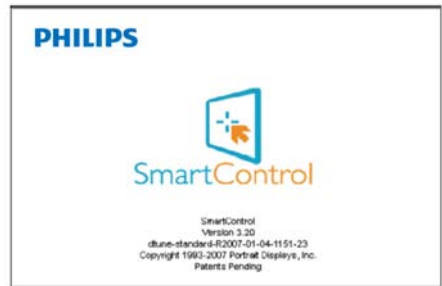 PHILIPS
SmartControl
SmartControl
Version 3.20
dtune-standard-R2007-01-04-1151-23
Copyright 1993-2007 Portrait Displays, Inc.
Patents Pending